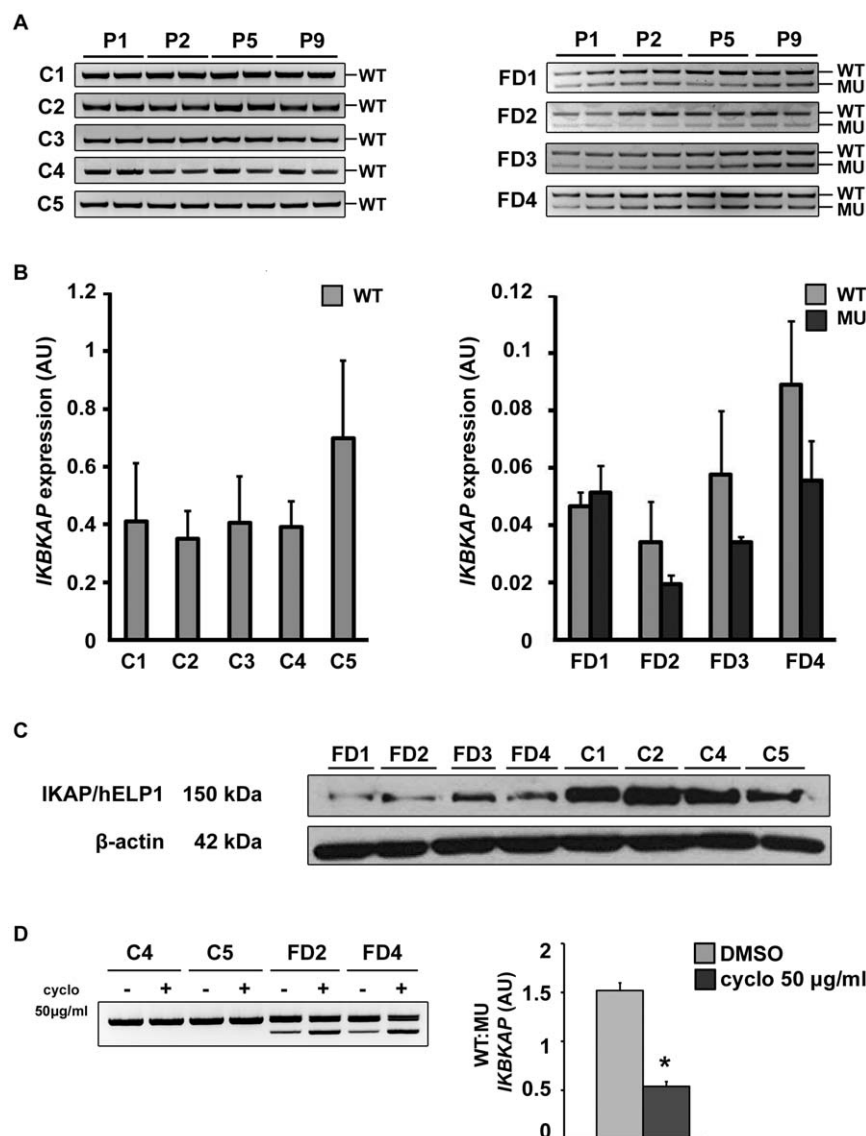 A
P1 P2 P5 P9
C1 WT
C2 WT
C3 WT
C4 WT
C5 WT
P1 P2 P5 P9
FD1 WT
MU
FD2 WT
MU
FD3 WT
MU
FD4 WT
MU
B
IKBKAP expression (AU)
1.2
1
0.8
0.6
0.4
0.2
0
WT
C1 C2 C3 C4 C5
IKBKAP expression (AU)
0.12
0.1
0.08
0.06
0.04
0.02
0
WT
MU
FD1 FD2 FD3 FD4
C
FD1 FD2 FD3 FD4 C1 C2 C4 C5
IKAP/hELP1 150 kDa
β-actin 42 kDa
D
C4 C5 FD2 FD4
cyclo - + - + - + - +
50µg/ml
WT:MU
IKBKAP (AU)
2
1.5
1
0.5
0
DMSO
cyclo 50 µg/ml
*